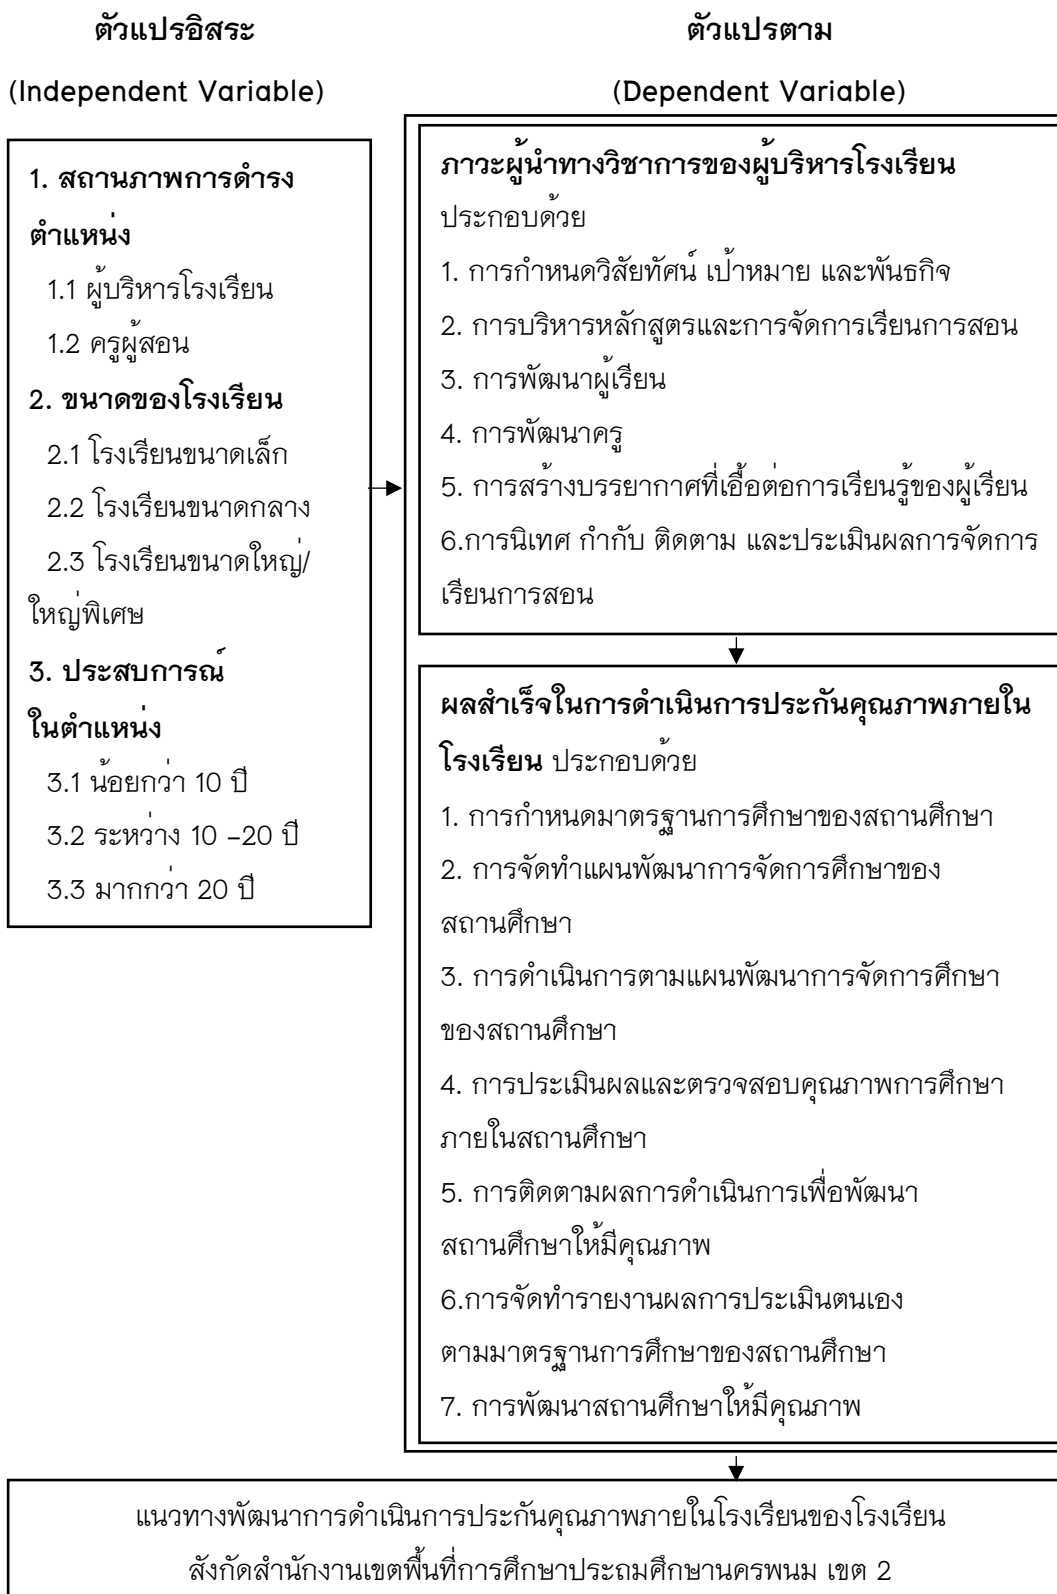 ตัวแปรอิสระ
(Independent Variable)
ตัวแปรตาม
(Dependent Variable)
1. สถานภาพการดำรง
ตำแหน่ง
1.1 ผู้บริหารโรงเรียน
1.2 ครูผู้สอน
2. ขนาดของโรงเรียน
2.1 โรงเรียนขนาดเล็ก
2.2 โรงเรียนขนาดกลาง
2.3 โรงเรียนขนาดใหญ่/
ใหญ่พิเศษ
3. ประสบการณ์
ในตำแหน่ง
3.1 น้อยกว่า 10 ปี
3.2 ระหว่าง 10 –20 ปี
3.3 มากกว่า 20 ปี
ภาวะผู้นำทางวิชาการของผู้บริหารโรงเรียน
ประกอบด้วย
1. การกำหนดวิสัยทัศน์ เป้าหมาย และพันธกิจ
2. การบริหารหลักสูตรและการจัดการเรียนการสอน
3. การพัฒนาผู้เรียน
4. การพัฒนาครู
5. การสร้างบรรยากาศที่เอื้อต่อการเรียนรู้ของผู้เรียน
6.การนิเทศ กำกับ ติดตาม และประเมินผลการจัดการ
เรียนการสอน
ผลสำเร็จในการดำเนินการประกันคุณภาพภายใน
โรงเรียน ประกอบด้วย
1. การกำหนดมาตรฐานการศึกษาของสถานศึกษา
2. การจัดทำแผนพัฒนาการจัดการศึกษาของ
สถานศึกษา
3. การดำเนินการตามแผนพัฒนาการจัดการศึกษา
ของสถานศึกษา
4. การประเมินผลและตรวจสอบคุณภาพการศึกษา
ภายในสถานศึกษา
5. การติดตามผลการดำเนินการเพื่อพัฒนา
สถานศึกษาให้มีคุณภาพ
6.การจัดทำรายงานผลการประเมินตนเอง
ตามมาตรฐานการศึกษาของสถานศึกษา
7. การพัฒนาสถานศึกษาให้มีคุณภาพ
แนวทางพัฒนาการดำเนินการประกันคุณภาพภายในโรงเรียนของโรงเรียน
สังกัดสำนักงานเขตพื้นที่การศึกษาประถมศึกษานครพนม เขต 2